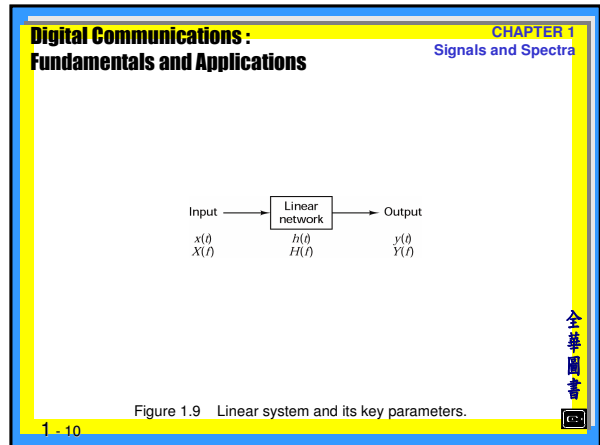 Digital Communications :
Fundamentals and Applications
CHAPTER 1
Signals and Spectra
Input
Linear
network
Output
x(t)
h(t)
y(t)
X(f)
H(f)
Y(f)
全華圖書
Figure 1.9 Linear system and its key parameters.
1 - 10